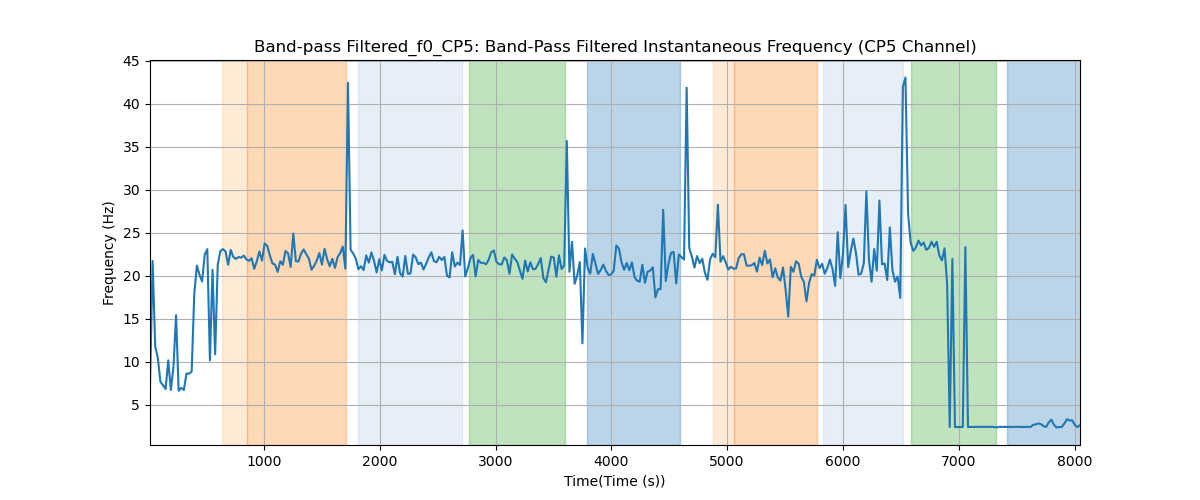 Band-pass Filtered_f0_CP5: Band-Pass Filtered Instantaneous Frequency (CP5 Channel)
45
40
35
30
25
20
15
10
5
Frequency (Hz)
1000 2000 3000 4000 5000 6000 7000 8000
Time(Time (s))